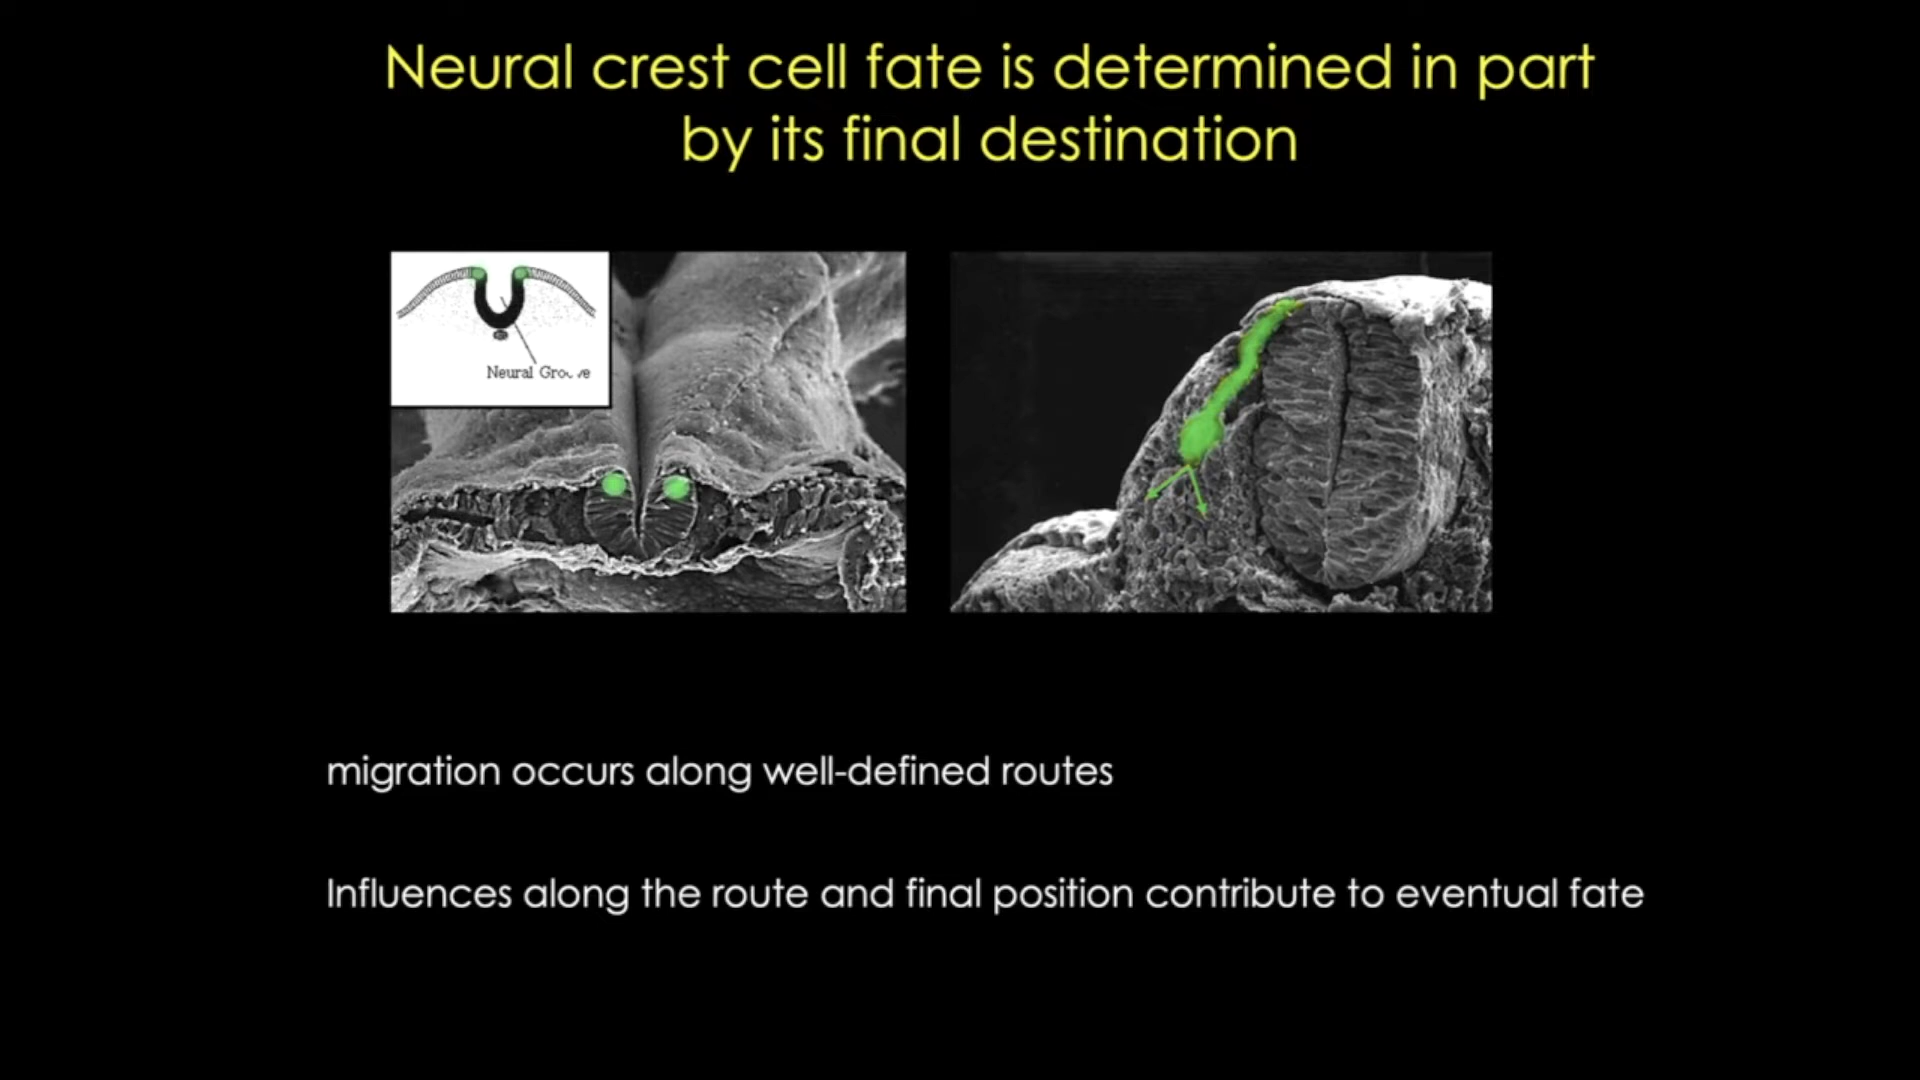 Neural crest cell fate is determined in part
by its final destination
Neural
migration occurs along well-defined routes
Influences along the route and final position contribute to eventual fate